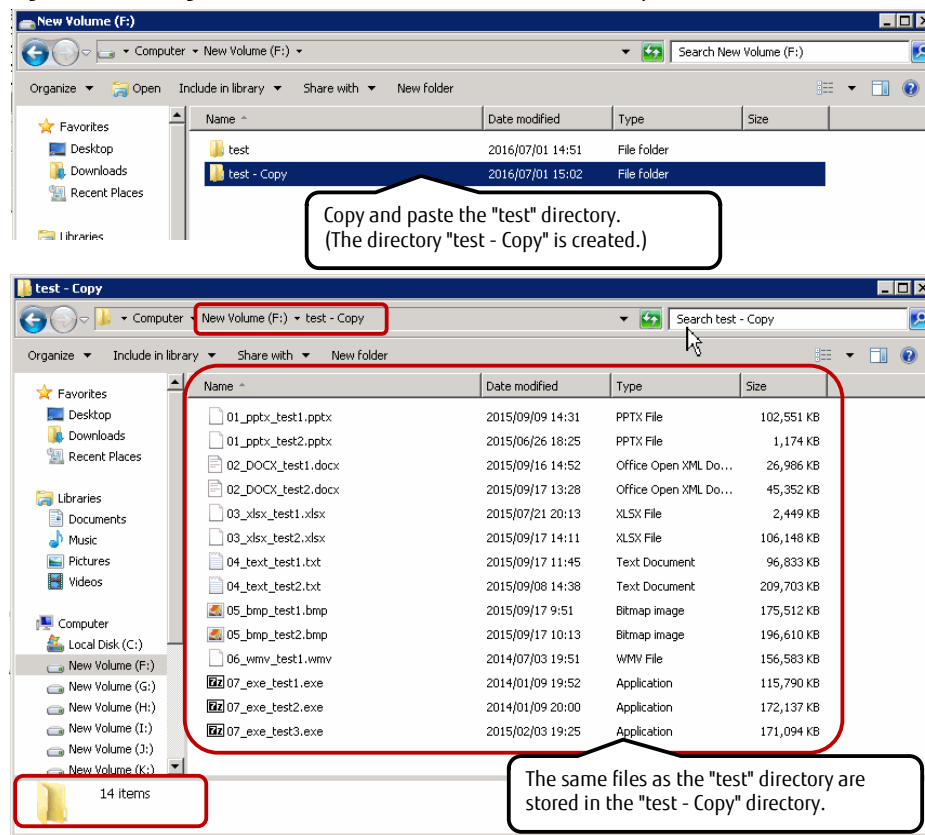 New Volume (F:)
Computer New Volume (F:) Search New Volume (F:)
Organize Open Include in library Share with New folder
Favorites Name Date modified Type Size
Desktop test 2016/07/01 14:51 File folder
Downloads test - Copy 2016/07/01 15:02 File folder
Recent Places
Copy and paste the "test" directory.
(The directory "test - Copy" is created.)
Libraries
test - Copy
Computer New Volume (F:) test - Copy Search test - Copy
Organize Include in library Share with New folder
Favorites Name Date modified Type Size
Desktop 01_pptx_test1.pptx 2015/09/09 14:31 PPTX File 102,551 KB
Downloads 01_pptx_test2.pptx 2015/06/26 18:25 PPTX File 1,174 KB
Recent Places 02_DOCX_test1.docx 2015/09/16 14:52 Office Open XML Do... 26,986 KB
02_DOCX_test2.docx 2015/09/17 13:28 Office Open XML Do... 45,352 KB
Libraries
Documents 03_xlsx_test1.xlsx 2015/07/21 20:13 XLSX File 2,449 KB
Music 03_xlsx_test2.xlsx 2015/09/17 14:11 XLSX File 106,148 KB
Pictures 04_text_test1.txt 2015/09/17 11:45 Text Document 96,833 KB
Videos 04_text_test2.txt 2015/09/08 14:38 Text Document 209,703 KB
05_bmp_test1.bmp 2015/09/17 9:51 Bitmap image 175,512 KB
Computer 05_bmp_test2.bmp 2015/09/17 10:13 Bitmap image 196,610 KB
Local Disk (C:)
New Volume (F:) 06_wmv_test1.wmv 2014/07/03 19:51 WMV File 156,583 KB
New Volume (G:) 07_exe_test1.exe 2014/01/09 19:52 Application 115,790 KB
New Volume (H:) 07_exe_test2.exe 2014/01/09 20:00 Application 172,137 KB
New Volume (I:) 07_exe_test3.exe 2015/02/03 19:25 Application 171,094 KB
New Volume (J:)
New Volume (K:)
14 items
The same files as the "test" directory are
stored in the "test - Copy" directory.